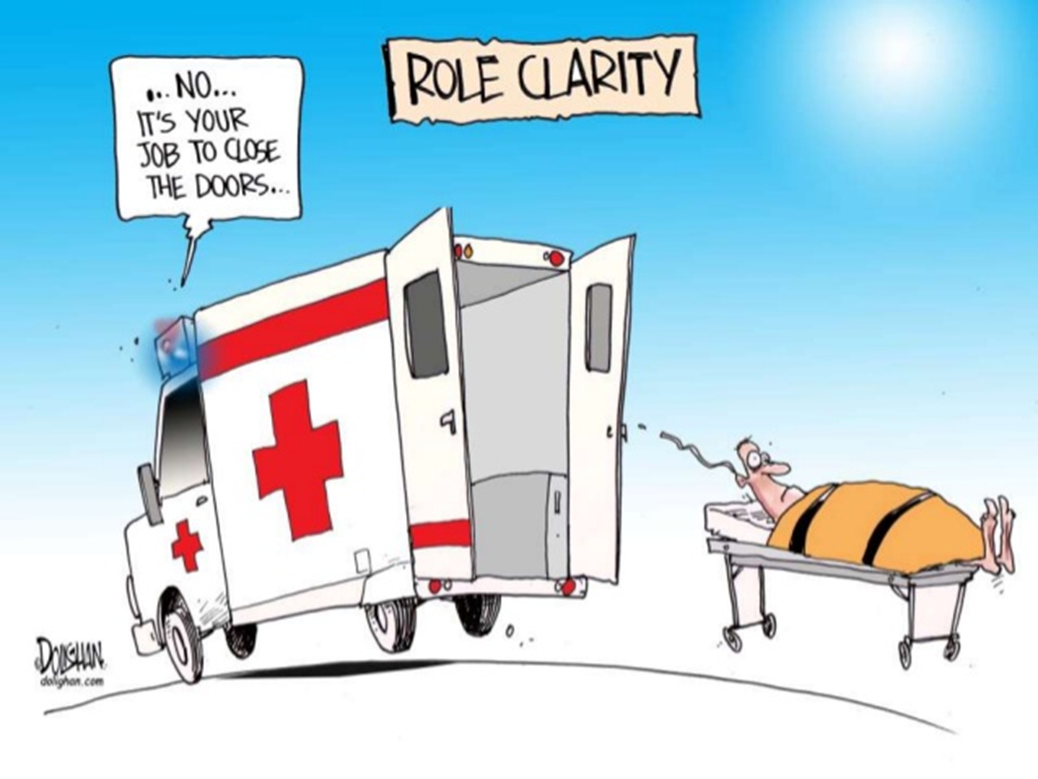 ROLE CLARITY
... NO...
IT'S YOUR
JOB TO CLOSE
THE DOORS...
©DOLIGHAN
dolighan.com